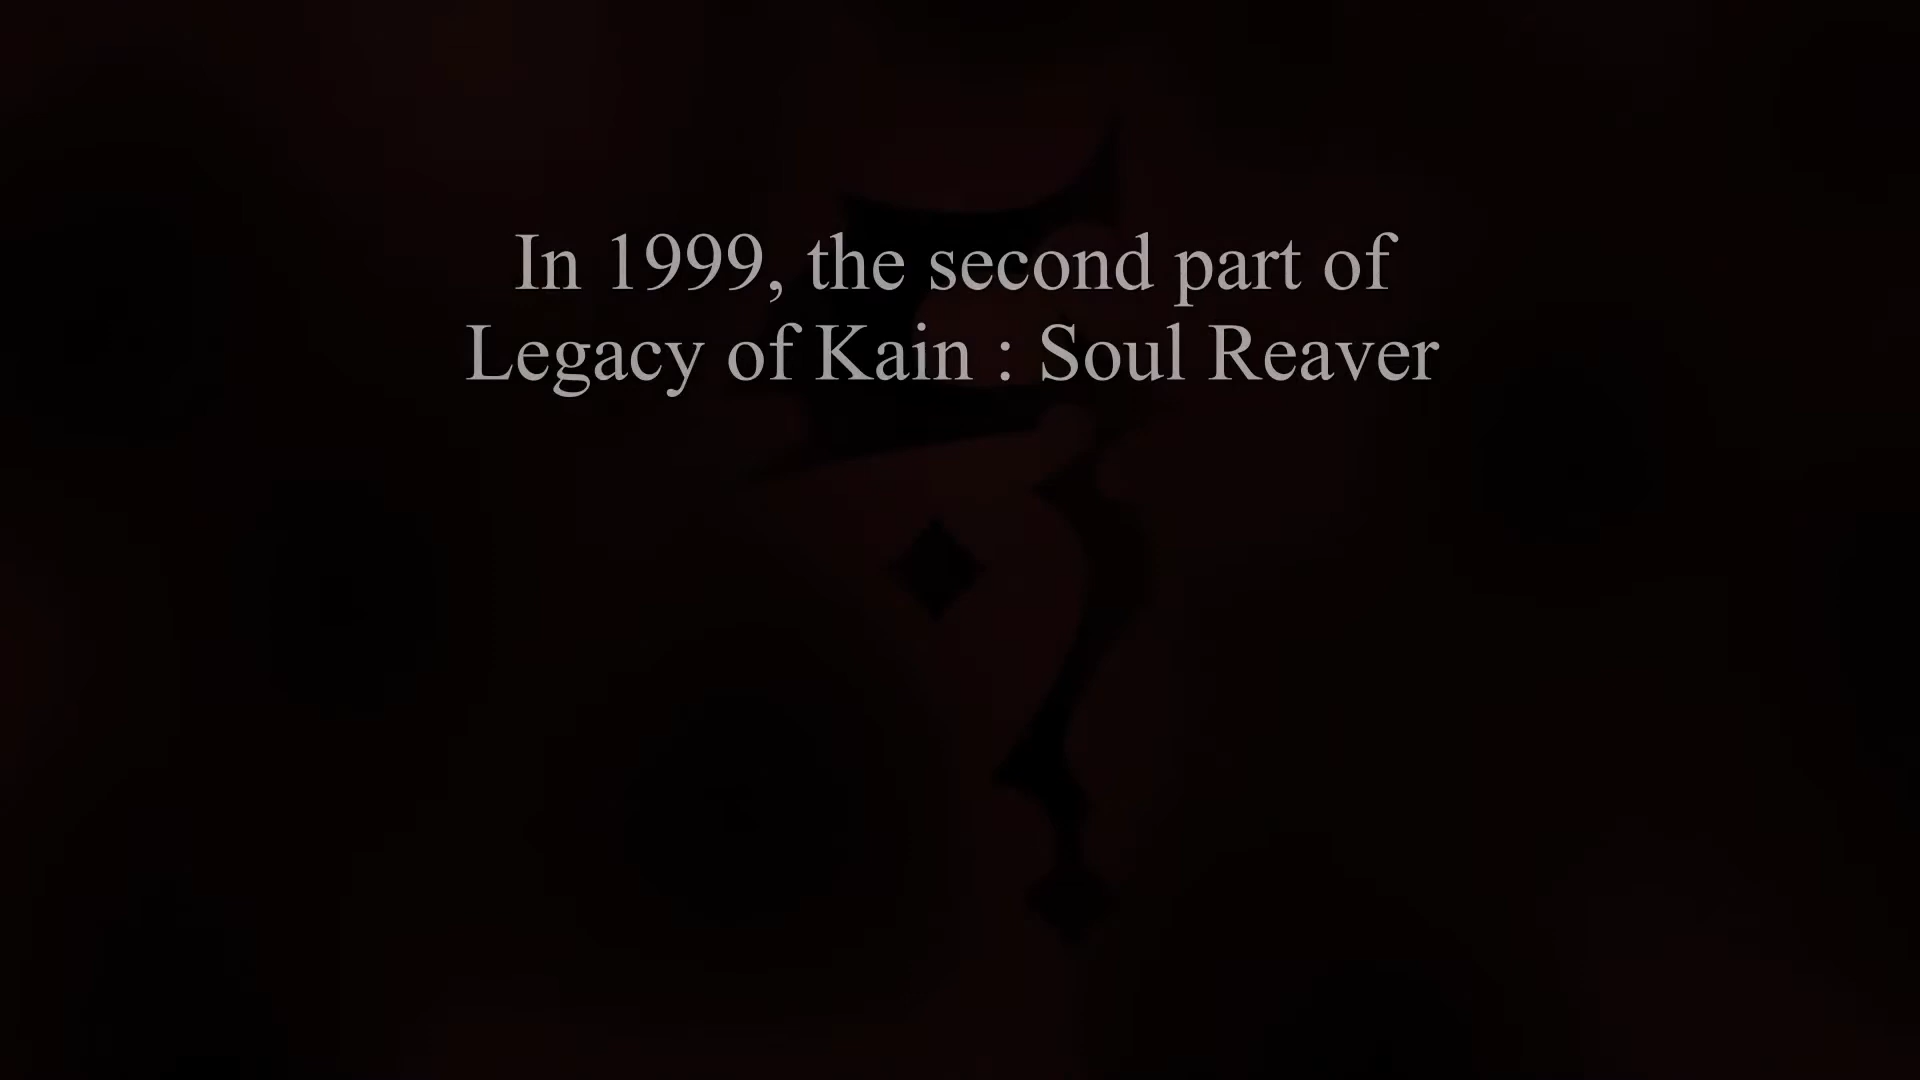 In 1999, the second part of
Legacy of Kain : Soul Reaver